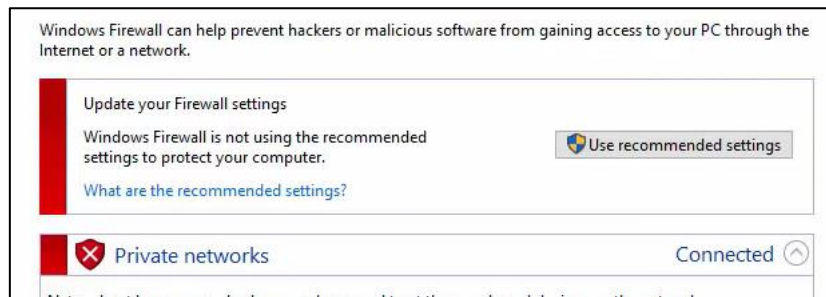 Windows Firewall can help prevent hackers or malicious software from gaining access to your PC through the
Internet or a network.
Update your Firewall settings
Windows Firewall is not using the recommended
settings to protect your computer.
Use recommended settings
What are the recommended settings?
Private networks Connected